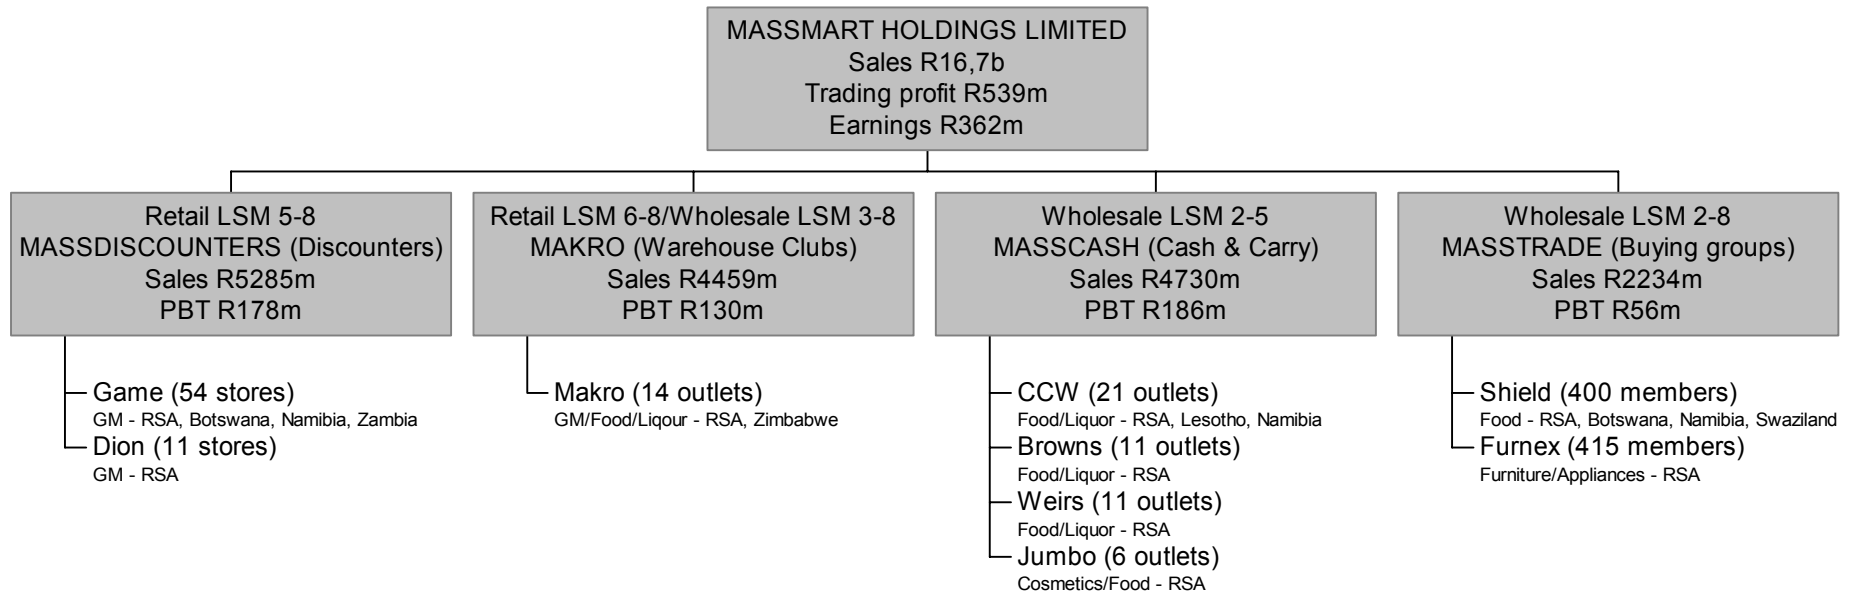 MASSMART HOLDINGS LIMITED
Sales R16,7b
Trading profit R539m
Earnings R362m
Retail LSM 5-8
MASSDISCOUNTERS (Discounters)
Sales R5285m
PBT R178m
Retail LSM 6-8/Wholesale LSM 3-8
MAKRO (Warehouse Clubs)
Sales R4459m
PBT R130m
Wholesale LSM 2-5
MASSCASH (Cash & Carry)
Sales R4730m
PBT R186m
Wholesale LSM 2-8
MASSTRADE (Buying groups)
Sales R2234m
PBT R56m
Game (54 stores)
GM - RSA, Botswana, Namibia, Zambia
Dion (11 stores)
GM - RSA
Makro (14 outlets)
GM/Food/Liqour - RSA, Zimbabwe
CCW (21 outlets)
Food/Liquor - RSA, Lesotho, Namibia
Browns (11 outlets)
Food/Liquor - RSA
Weirs (11 outlets)
Food/Liquor - RSA
Jumbo (6 outlets)
Cosmetics/Food - RSA
Shield (400 members)
Food - RSA, Botswana, Namibia, Swaziland
Furnex (415 members)
Furniture/Appliances - RSA